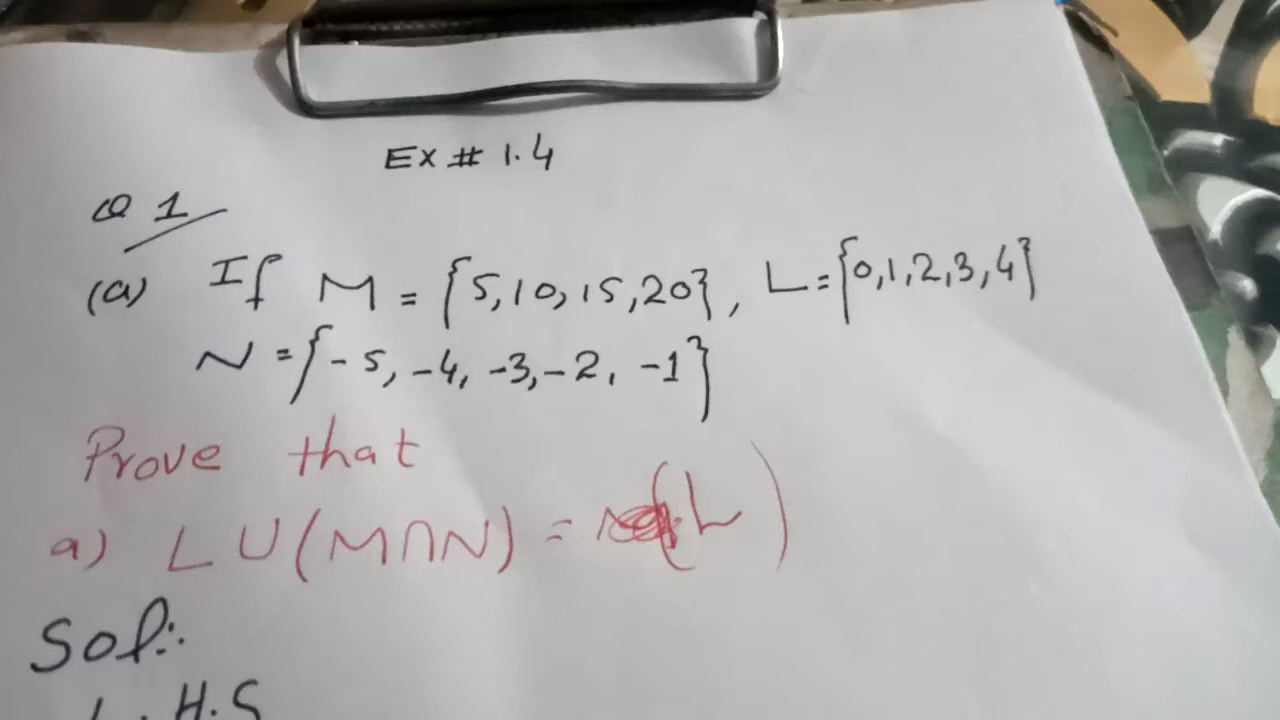 Ex # 1.4
Q 1
(a) If M = {5,10,15,20}, L={0,1,2,3,4}
N = {-5, -4, -3,-2, -1}
Prove that
a) L U (M∩N) = (L )
Sol:
L.H.S